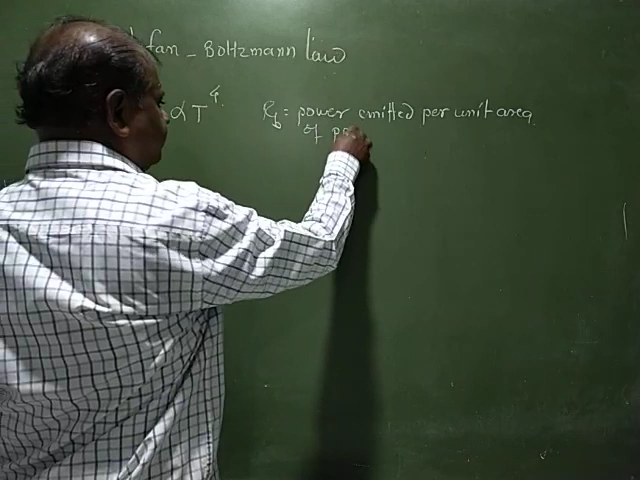 fan - Boltzmann law
αT⁴ R_b = power emitted per unit area
of p